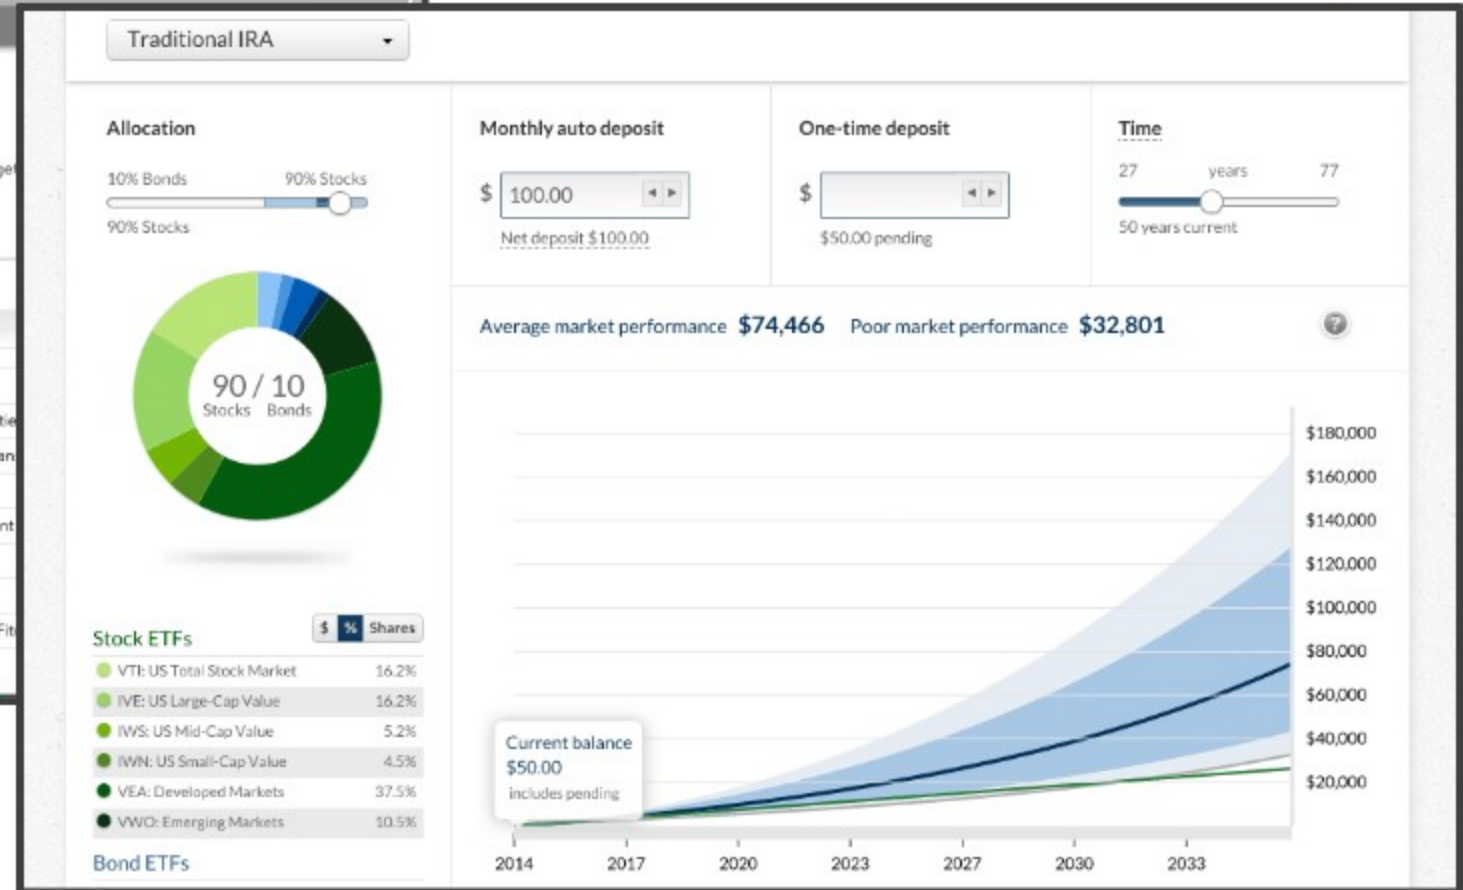 Traditional IRA
Allocation
10% Bonds 90% Stocks
90% Stocks
90 / 10
Stocks Bonds
$ % Shares
Stock ETFs
VTI: US Total Stock Market 16.2%
IVE: US Large-Cap Value 16.2%
IWS: US Mid-Cap Value 5.2%
IWN: US Small-Cap Value 4.5%
VEA: Developed Markets 37.5%
VWO: Emerging Markets 10.5%
Bond ETFs
Monthly auto deposit
$ 100.00
Net deposit $100.00
One-time deposit
$
$50.00 pending
Time
27 years 77
50 years current
Average market performance $74,466 Poor market performance $32,801
?
$180,000
$160,000
$140,000
$120,000
$100,000
$80,000
$60,000
$40,000
$20,000
Current balance
$50.00
includes pending
2014 2017 2020 2023 2027 2030 2033